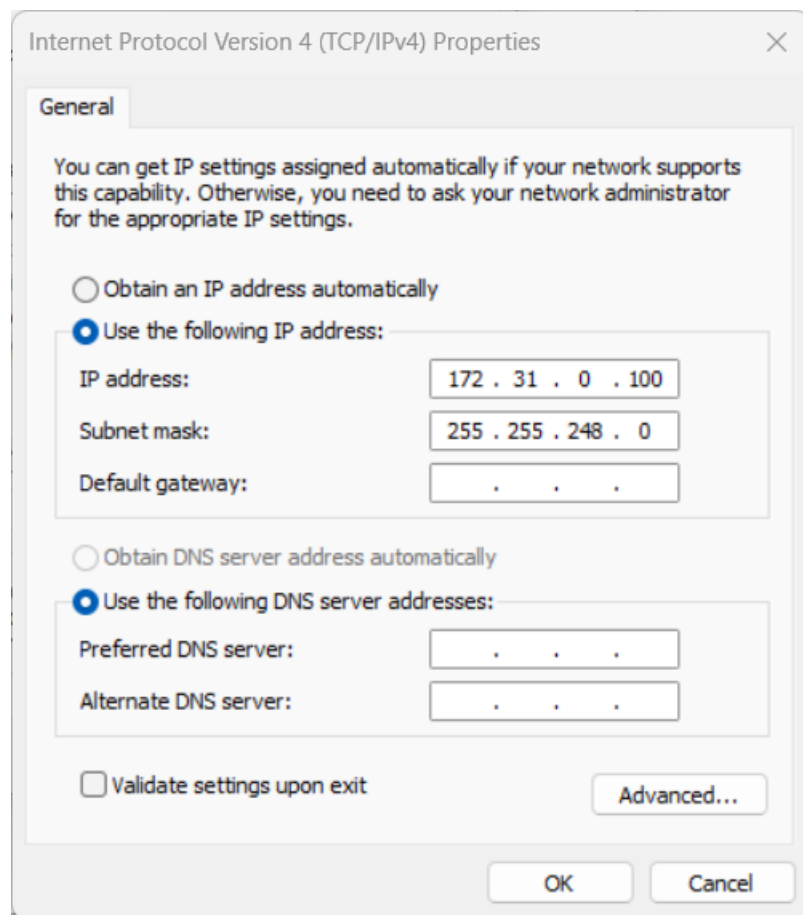 Internet Protocol Version 4 (TCP/IPv4) Properties
General
You can get IP settings assigned automatically if your network supports
this capability. Otherwise, you need to ask your network administrator
for the appropriate IP settings.
Obtain an IP address automatically
Use the following IP address:
IP address: 172 . 31 . 0 . 100
Subnet mask: 255 . 255 . 248 . 0
Default gateway: . . .
Obtain DNS server address automatically
Use the following DNS server addresses:
Preferred DNS server: . . .
Alternate DNS server: . . .
Validate settings upon exit
Advanced...
OK Cancel